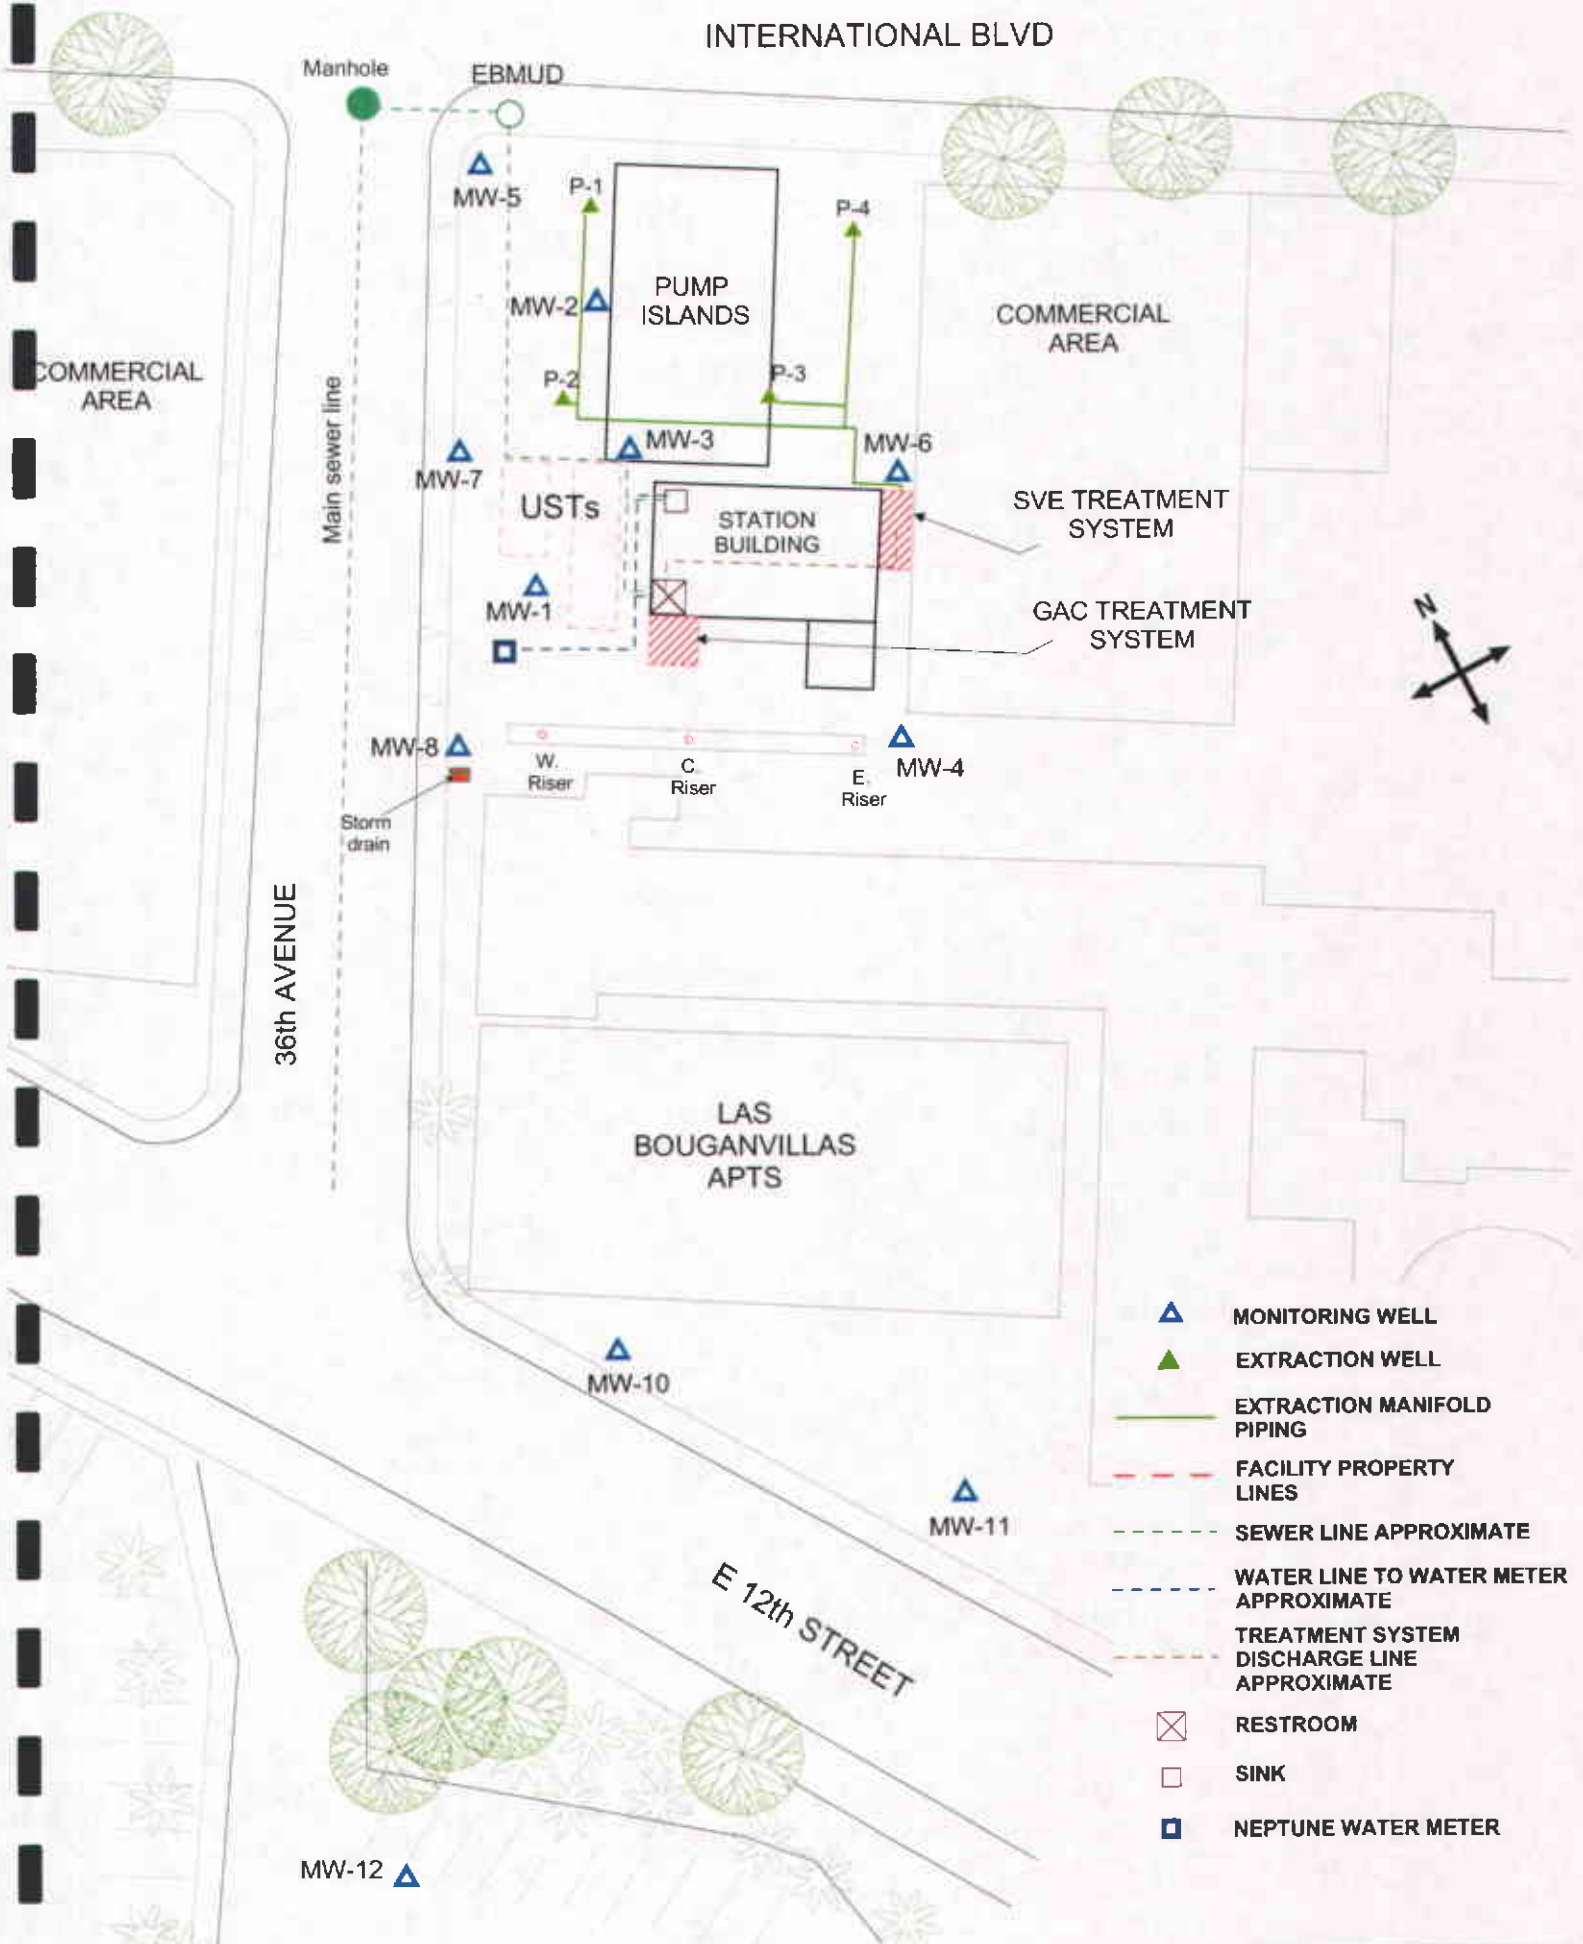 INTERNATIONAL BLVD
Manhole
EBMUD
MW-5
P-1
P-4
MW-2
PUMP
ISLANDS
COMMERCIAL
AREA
COMMERCIAL
AREA
P-2
P-3
Main sewer line
MW-3
MW-6
MW-7
USTs
STATION
BUILDING
SVE TREATMENT
SYSTEM
MW-1
GAC TREATMENT
SYSTEM
N
MW-8
W.
Riser
C.
Riser
E.
Riser
MW-4
Storm
drain
36th AVENUE
LAS
BOUGANVILLAS
APTS
MW-10
MW-11
E 12th STREET
MW-12
MONITORING WELL
EXTRACTION WELL
EXTRACTION MANIFOLD
PIPING
FACILITY PROPERTY
LINES
SEWER LINE APPROXIMATE
WATER LINE TO WATER METER
APPROXIMATE
TREATMENT SYSTEM
DISCHARGE LINE
APPROXIMATE
RESTROOM
SINK
NEPTUNE WATER METER